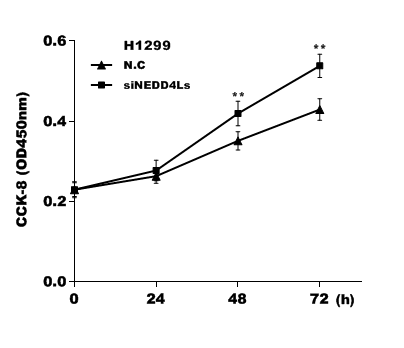 0.6
H1299
N.C
siNEDD4Ls
**
**
0.4
0.2
0.0
CCK-8 (OD450nm)
0 24 48 72 (h)